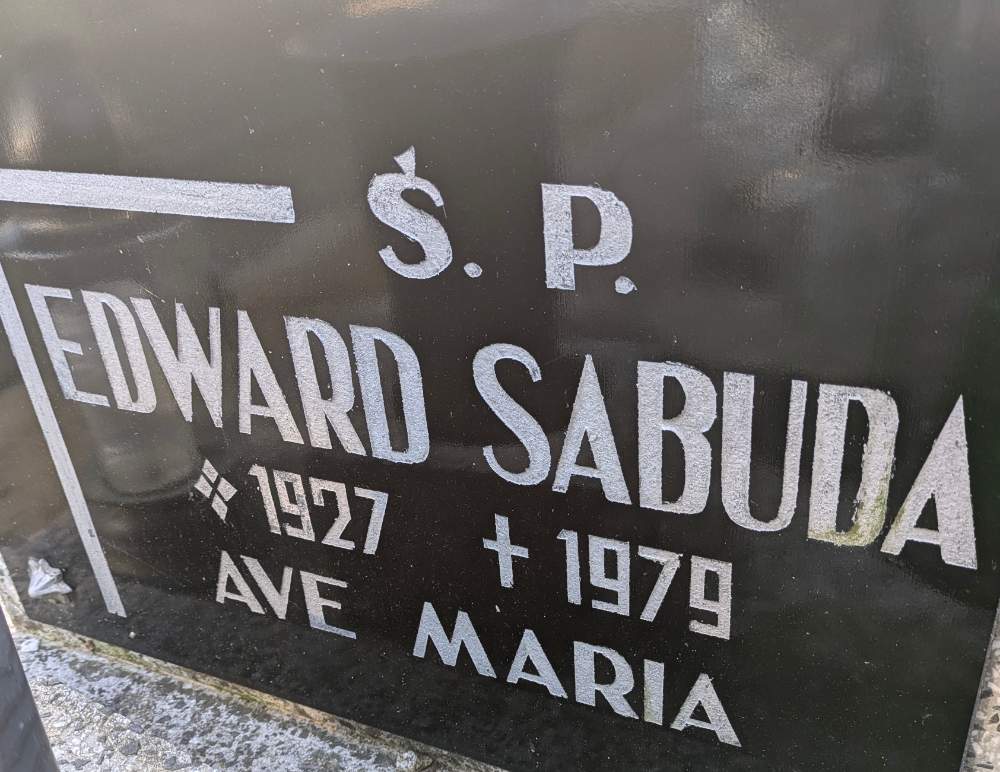 Ś. P.
EDWARD SABUDA
1927 1979
AVE MARIA